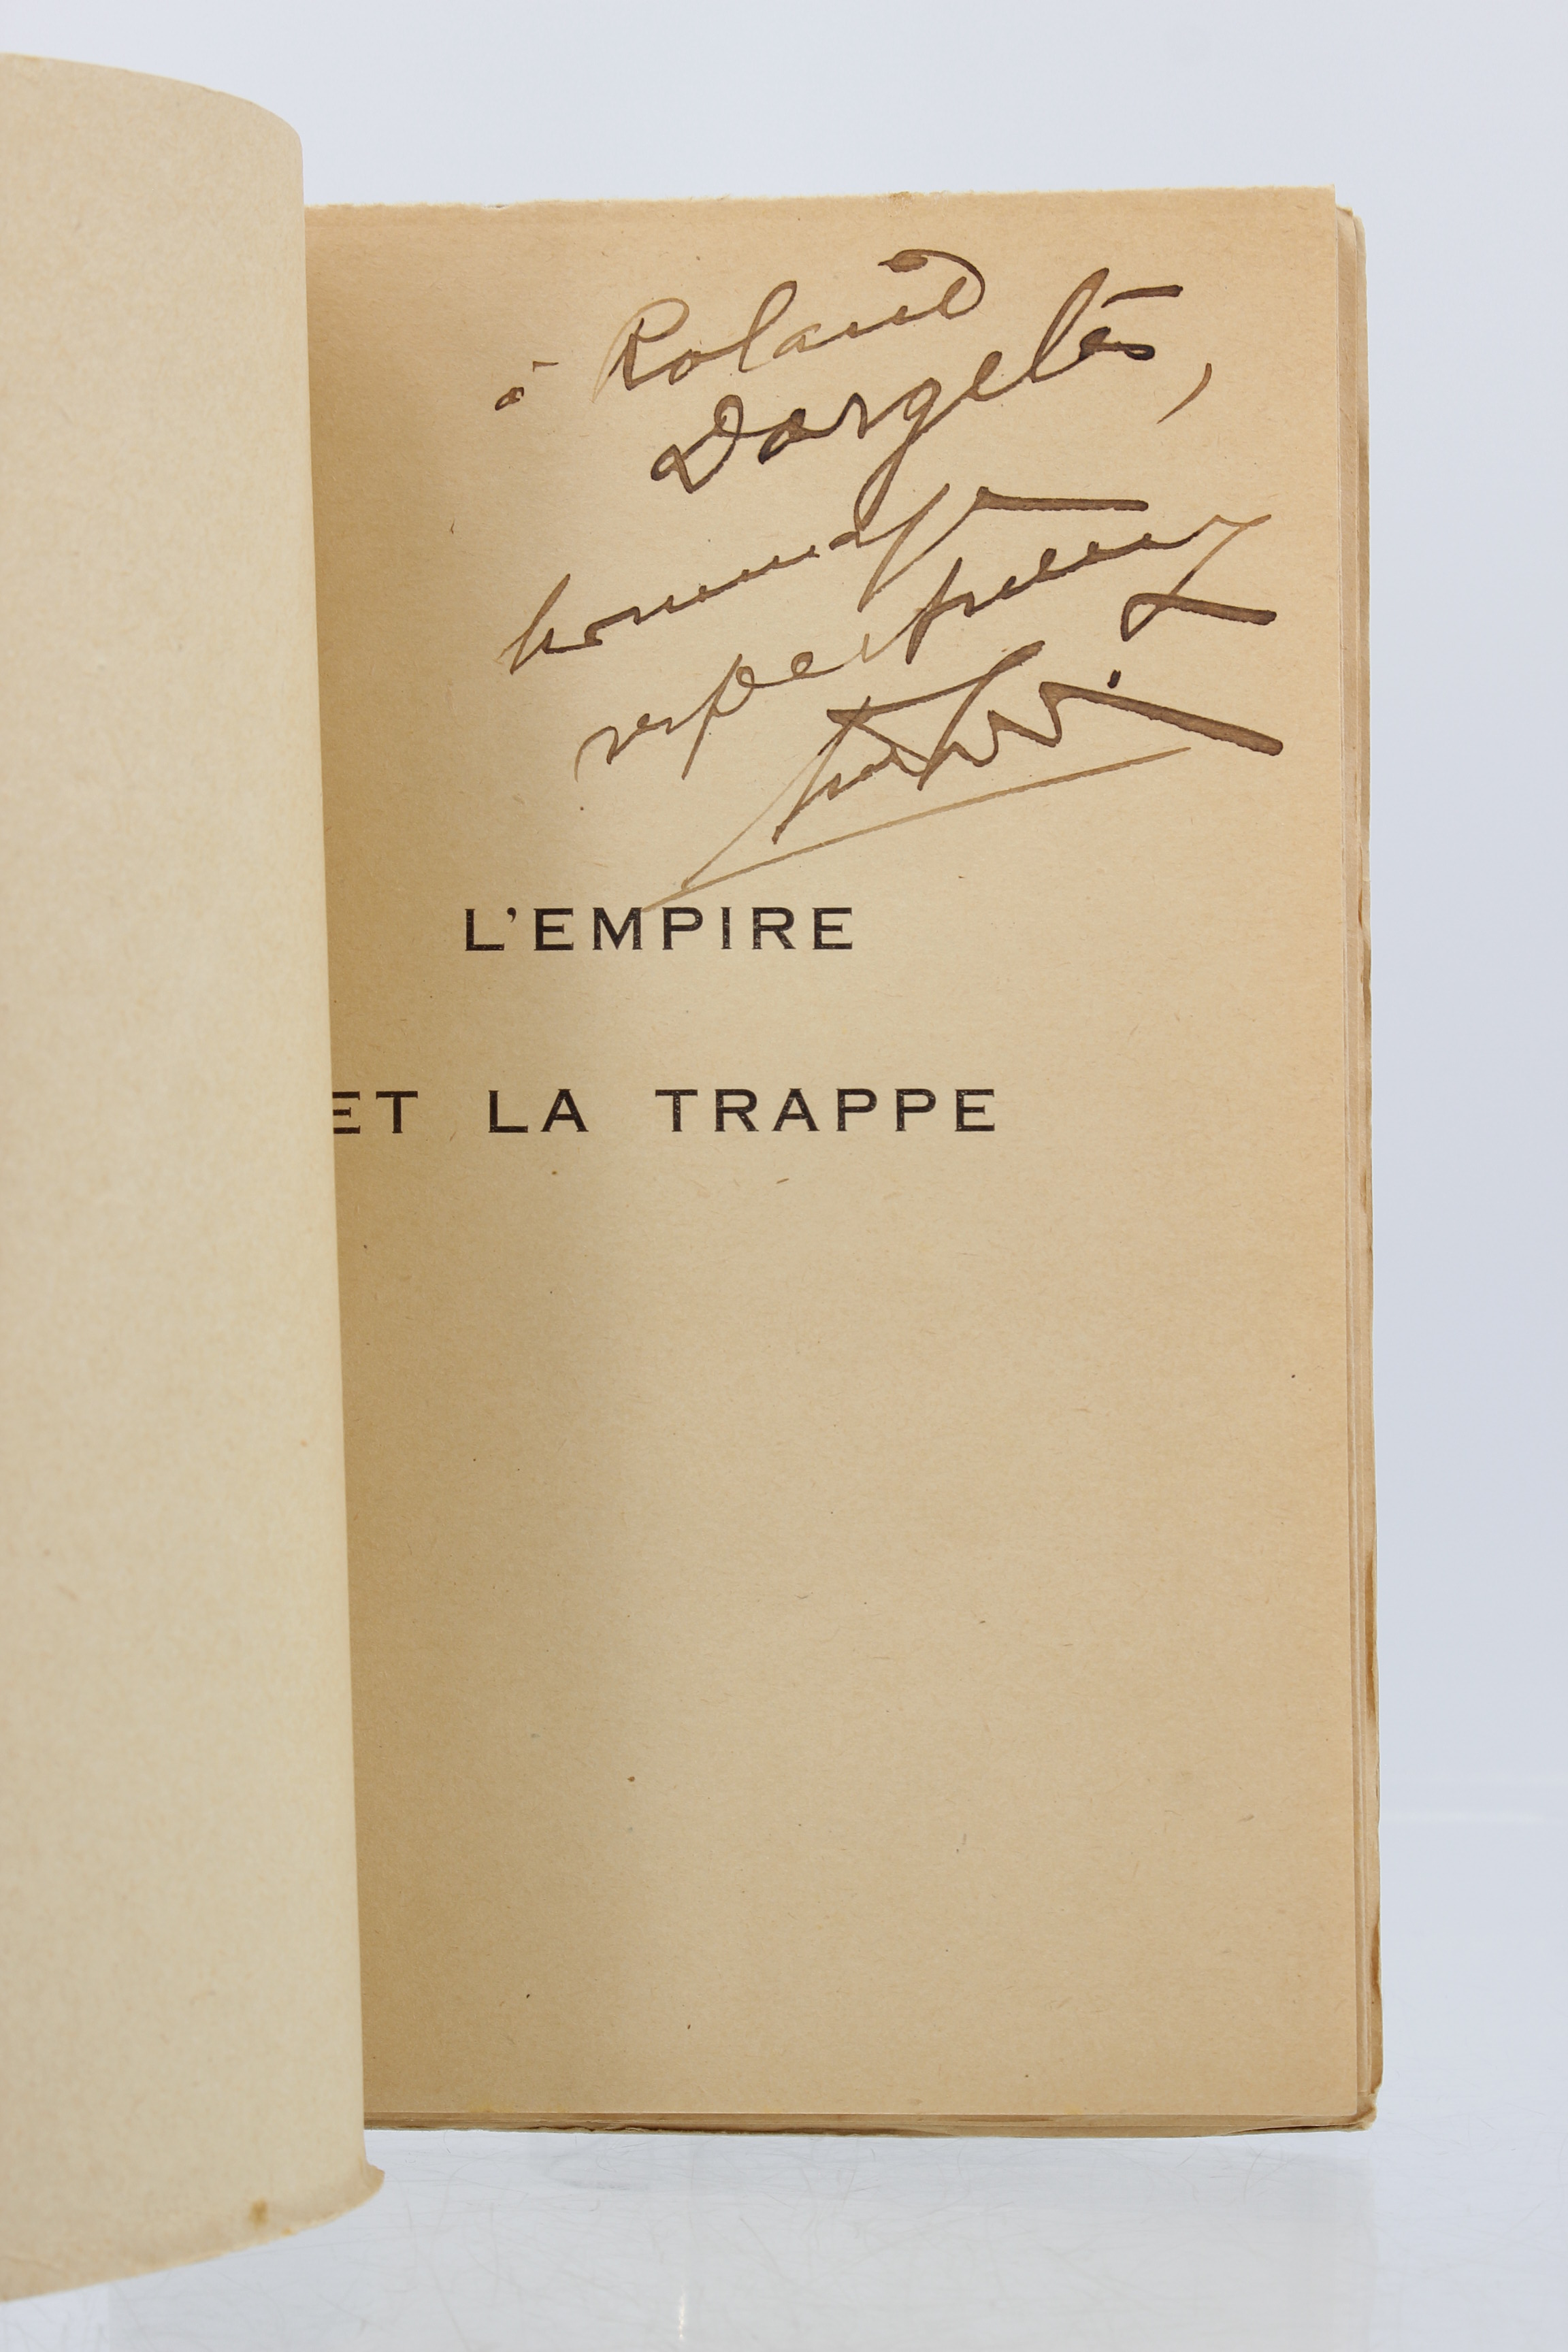 à Roland
Dorgelès,
hommage
respectueux
L'EMPIRE
ET LA TRAPPE